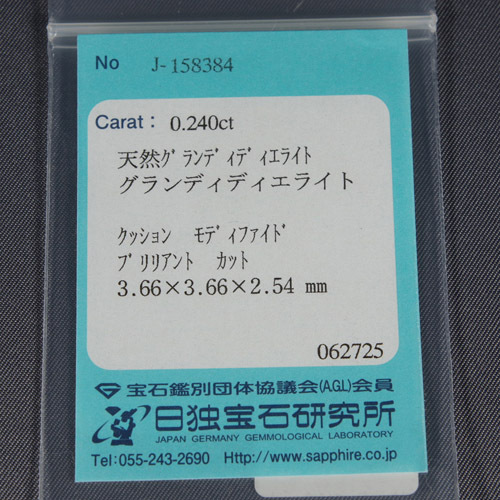 No J-158384
Carat: 0.240ct
天然ｸﾞﾗﾝﾃﾞｨﾃﾞｨｴﾗｲﾄ
グランディディエライト
ｸｯｼｮﾝ ﾓﾃﾞｨﾌｧｲﾄﾞ
ﾌﾞﾘﾘｱﾝﾄ ｶｯﾄ
3.66×3.66×2.54 mm
062725
宝石鑑別団体協議会(AGL)会員
日独宝石研究所
JAPAN GERMANY GEMMOLOGICAL LABORATORY
Tel:055-243-2690 Http://www.sapphire.co.jp